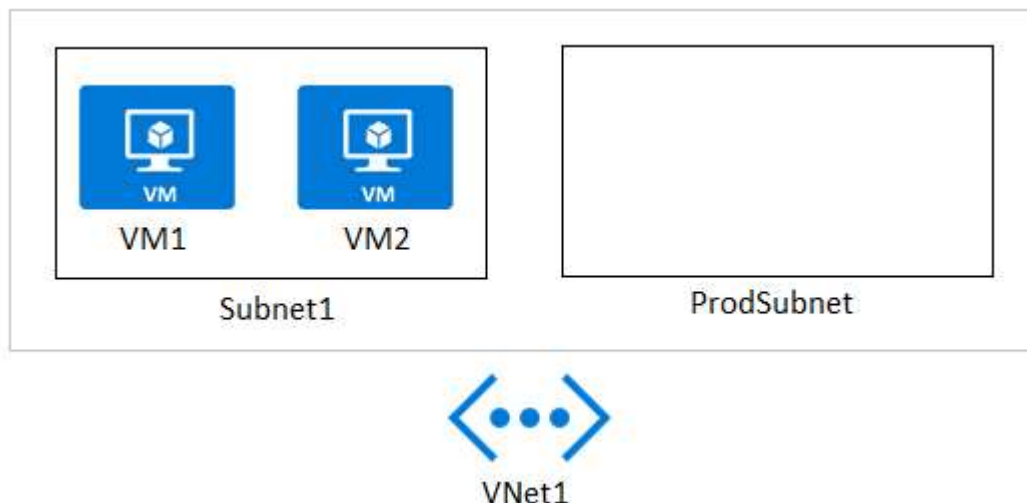 VM
VM
VM1
VM2
Subnet1
ProdSubnet
VNet1